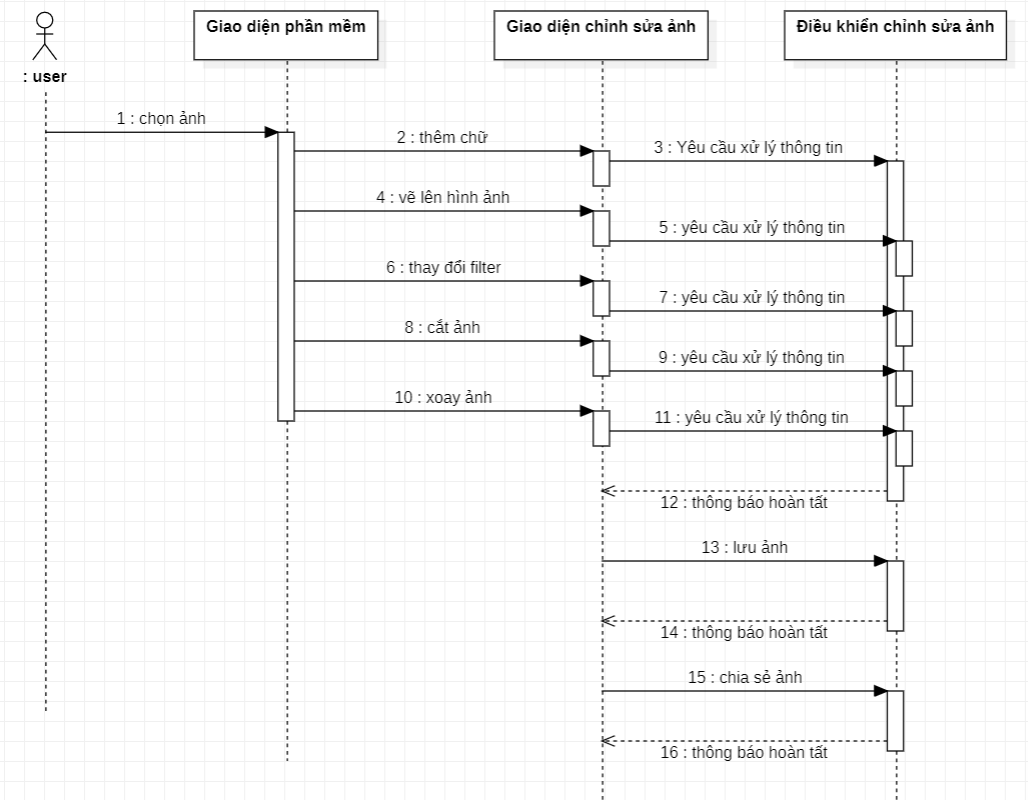 Giao diện phần mềm
Giao diện chỉnh sửa ảnh
Điều khiển chỉnh sửa ảnh
: user
1 : chọn ảnh
2 : thêm chữ
3 : Yêu cầu xử lý thông tin
4 : vẽ lên hình ảnh
5 : yêu cầu xử lý thông tin
6 : thay đổi filter
7 : yêu cầu xử lý thông tin
8 : cắt ảnh
9 : yêu cầu xử lý thông tin
10 : xoay ảnh
11 : yêu cầu xử lý thông tin
12 : thông báo hoàn tất
13 : lưu ảnh
14 : thông báo hoàn tất
15 : chia sẻ ảnh
16 : thông báo hoàn tất